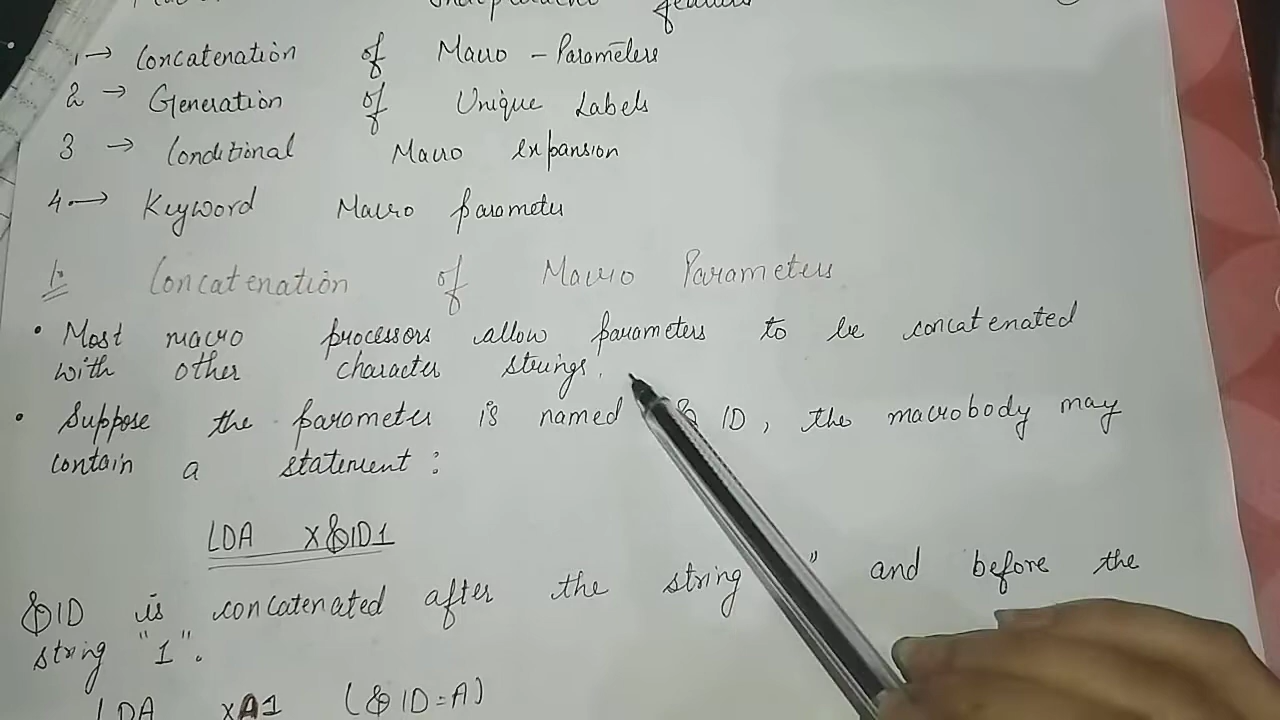 1 → Concatenation of Macro - Parameters
2 → Generation of Unique Labels
3 → Conditional Macro expansion
4. → Keyword Macro parameter
1. Concatenation of Macro Parameters
• Most macro processors allow parameters to be concatenated
with other character strings.
• Suppose the parameter is named & ID, the macrobody may
contain a statement :
LDA X&ID1
&ID is concatenated after the string " and before the
string "1".
LDA XA1 (&ID=A)